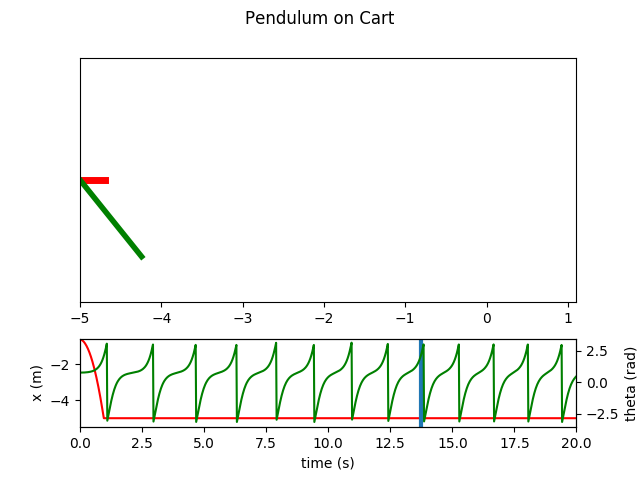 Pendulum on Cart
−5 −4 −3 −2 −1 0 1
−2
−4
x (m)
2.5
0.0
−2.5
theta (rad)
0.0 2.5 5.0 7.5 10.0 12.5 15.0 17.5 20.0
time (s)